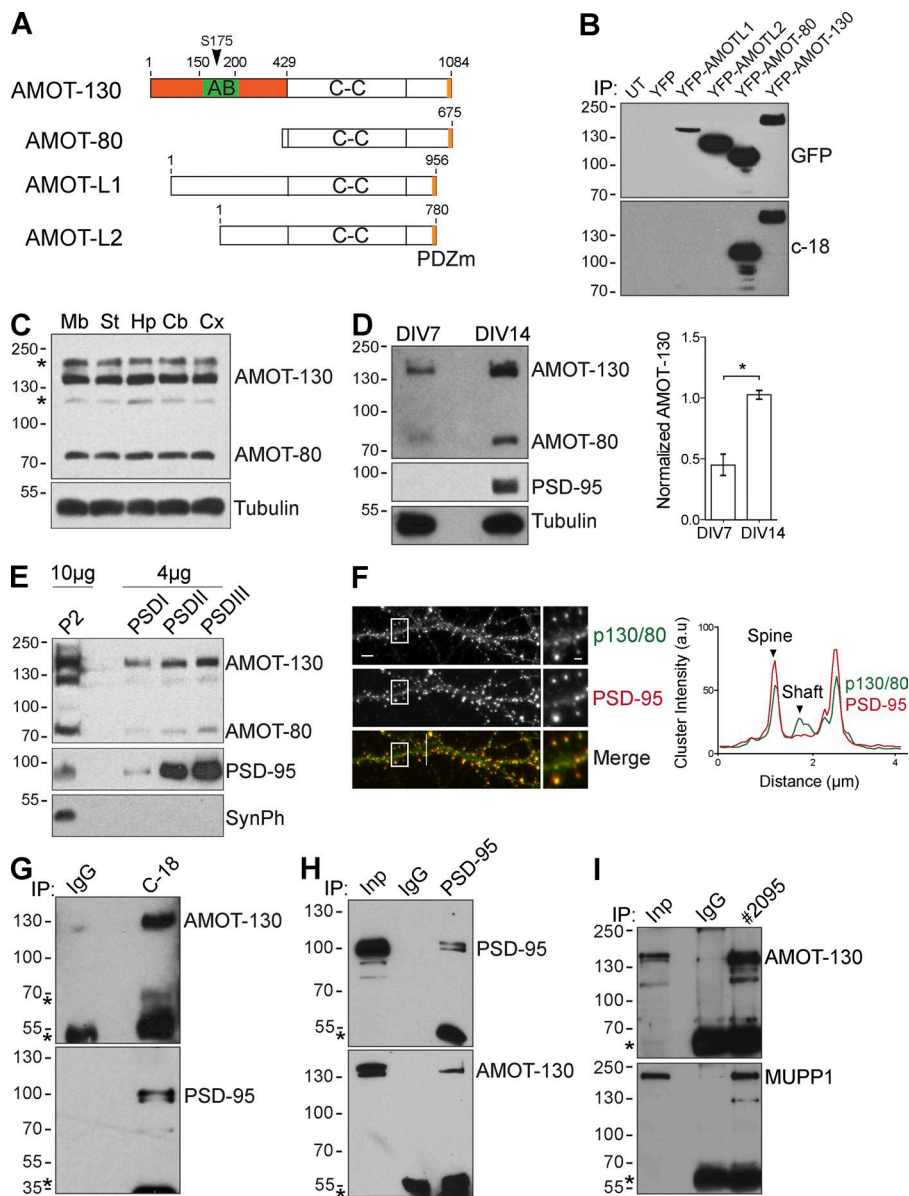 A
S175
1 150 200 429 1084
AMOT-130 AB C-C
675
AMOT-80 C-C
1 956
AMOT-L1 C-C
1 780
AMOT-L2 C-C
PDZm
B
IP: UT YFP YFP-AMOTL1 YFP-AMOTL2 YFP-AMOT-80 YFP-AMOT-130
250
130
100
70
GFP
130
100
70
c-18
C
Mb St Hp Cb Cx
250
*
130
*
100
70
55
AMOT-130
AMOT-80
Tubulin
D
DIV7 DIV14
250
130
100
70
100
55
AMOT-130
AMOT-80
PSD-95
Tubulin
Normalized AMOT-130
1.5
1.0
0.5
0.0
*
DIV7 DIV14
E
10µg 4µg
P2 PSDI PSDII PSDIII
250
130
100
70
100
55
AMOT-130
AMOT-80
PSD-95
SynPh
F
p130/80
PSD-95
Merge
Cluster Intensity (a.u)
100
50
0
Spine
Shaft
p130/80
PSD-95
0 2 4
Distance (µm)
G
IP: IgG C-18
130
100
70
*
55
*
AMOT-130
130
100
70
55
*
35
PSD-95
H
IP: Inp IgG PSD-95
130
100
70
55
*
PSD-95
130
100
70
55
*
AMOT-130
I
IP: Inp IgG #2095
250
130
100
70
55
*
AMOT-130
250
130
100
70
*
55
MUPP1